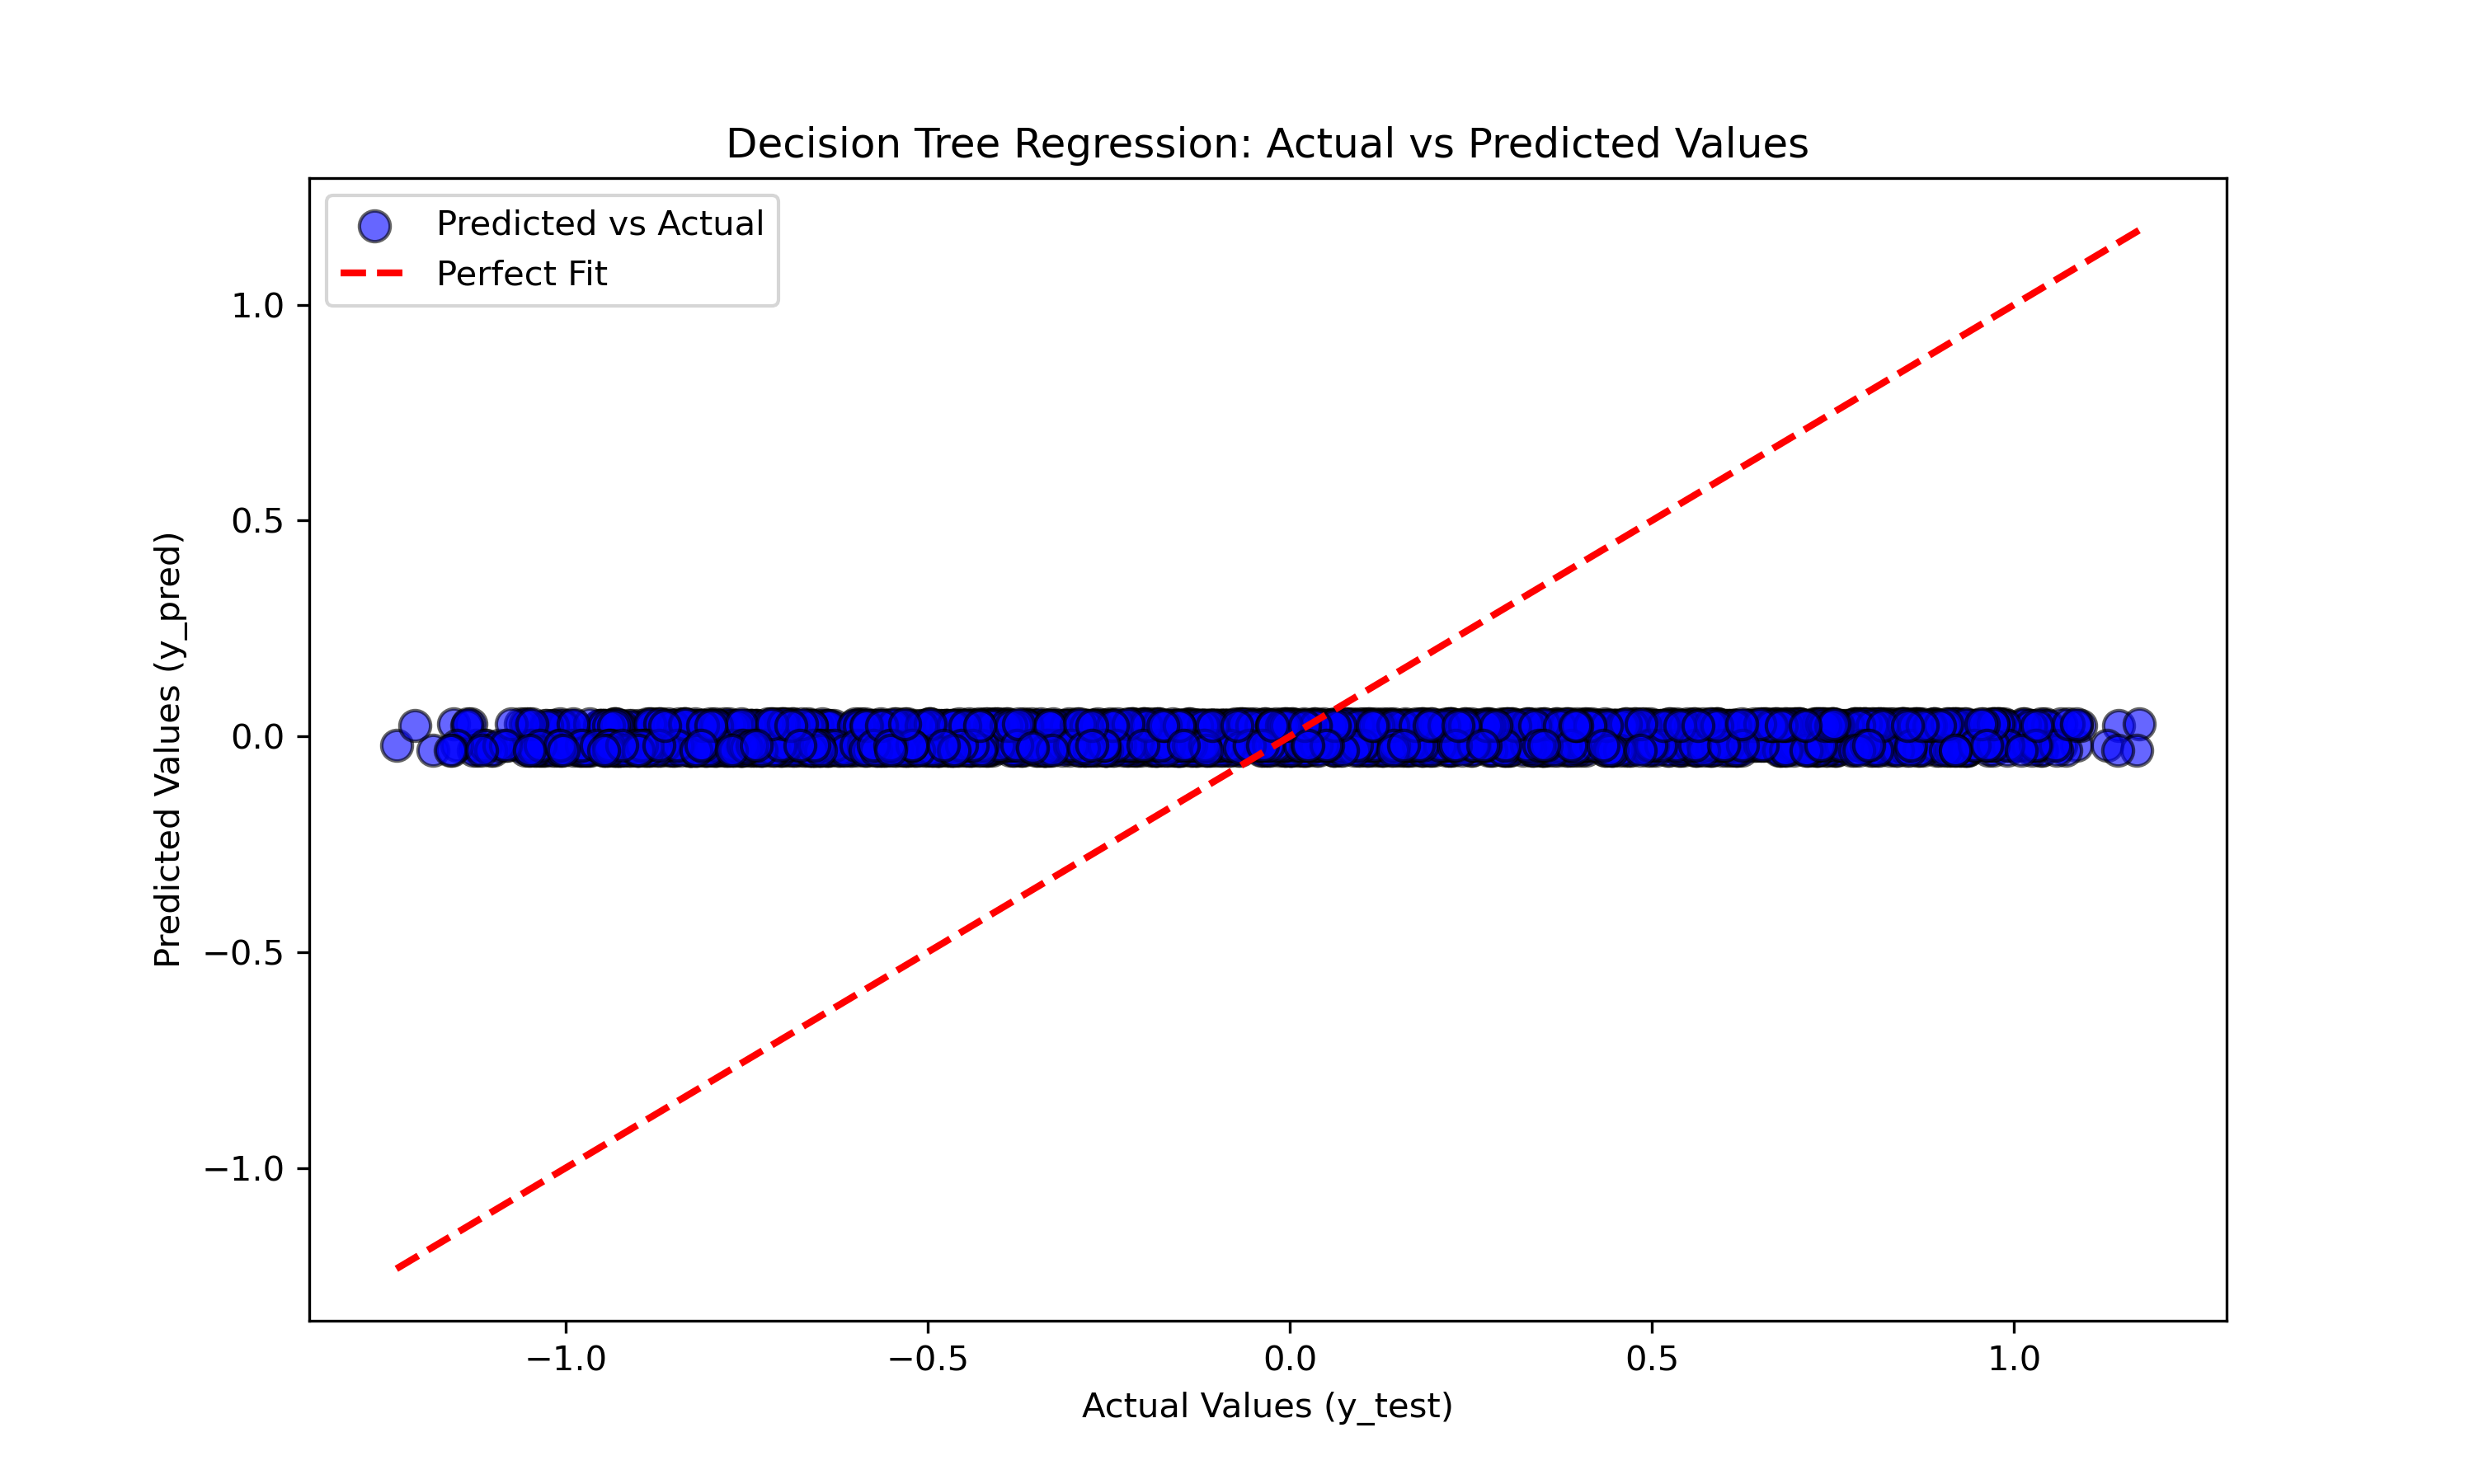 Decision Tree Regression: Actual vs Predicted Values
Predicted vs Actual
Perfect Fit
1.0
0.5
0.0
−0.5
−1.0
Predicted Values (y_pred)
−1.0
−0.5
0.0
0.5
1.0
Actual Values (y_test)